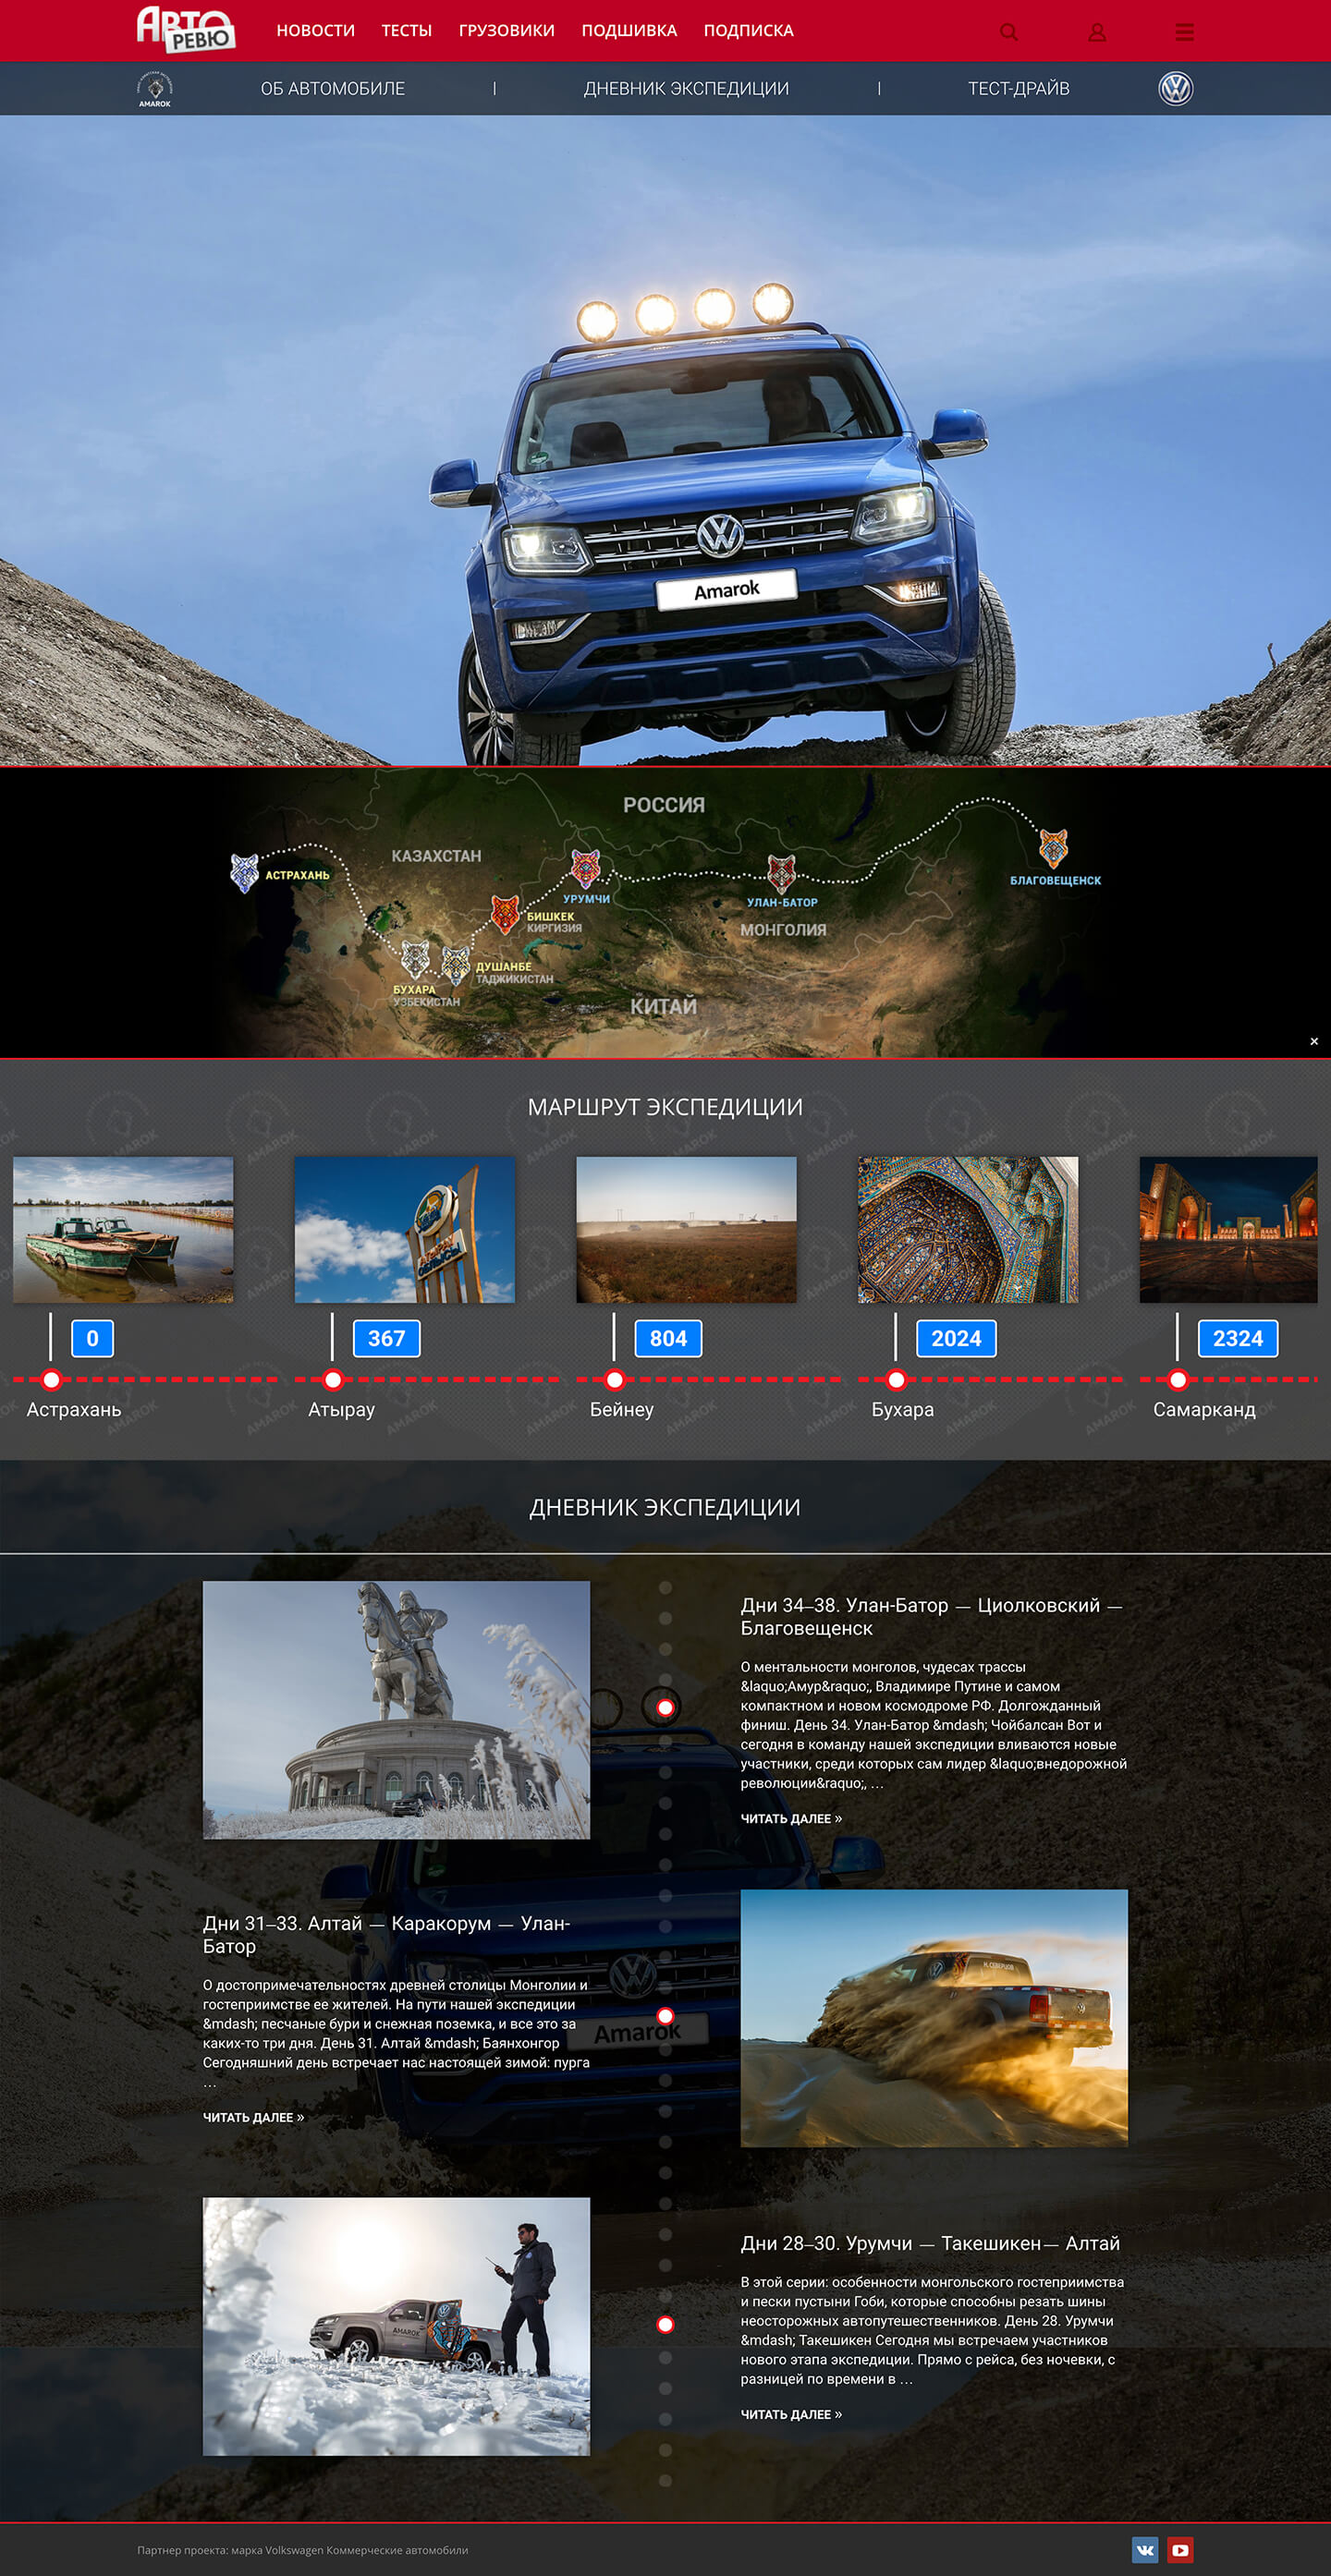 АВТО
РЕВЮ
НОВОСТИ ТЕСТЫ ГРУЗОВИКИ ПОДШИВКА ПОДПИСКА
AMAROK
ОБ АВТОМОБИЛЕ | ДНЕВНИК ЭКСПЕДИЦИИ | ТЕСТ-ДРАЙВ
Amarok
РОССИЯ
КАЗАХСТАН
АСТРАХАНЬ
БЛАГОВЕЩЕНСК
УРУМЧИ
УЛАН-БАТОР
БИШКЕК
КИРГИЗИЯ
МОНГОЛИЯ
ДУШАНБЕ
ТАДЖИКИСТАН
БУХАРА
УЗБЕКИСТАН
КИТАЙ
×
МАРШРУТ ЭКСПЕДИЦИИ
0 367 804 2024 2324
Астрахань Атырау Бейнеу Бухара Самарканд
ДНЕВНИК ЭКСПЕДИЦИИ
Дни 34–38. Улан-Батор — Циолковский —
Благовещенск
О ментальности монголов, чудесах трассы
&laquo;Амур&raquo;, Владимире Путине и самом
компактном и новом космодроме РФ. Долгожданный
финиш. День 34. Улан-Батор &mdash; Чойбалсан Вот и
сегодня в команду нашей экспедиции вливаются новые
участники, среди которых сам лидер &laquo;внедорожной
революции&raquo;, …
ЧИТАТЬ ДАЛЕЕ »
Дни 31–33. Алтай — Каракорум — Улан-
Батор
О достопримечательностях древней столицы Монголии и
гостеприимстве ее жителей. На пути нашей экспедиции
&mdash; песчаные бури и снежная поземка, и все это за
каких-то три дня. День 31. Алтай &mdash; Баянхонгор
Сегодняшний день встречает нас настоящей зимой: пурга
…
ЧИТАТЬ ДАЛЕЕ »
Amarok
AMAROK
Дни 28–30. Урумчи — Такешикен— Алтай
В этой серии: особенности монгольского гостеприимства
и пески пустыни Гоби, которые способны резать шины
неосторожных автопутешественников. День 28. Урумчи
&mdash; Такешикен Сегодня мы встречаем участников
нового этапа экспедиции. Прямо с рейса, без ночевки, с
разницей по времени в …
ЧИТАТЬ ДАЛЕЕ »
Партнер проекта: марка Volkswagen Коммерческие автомобили